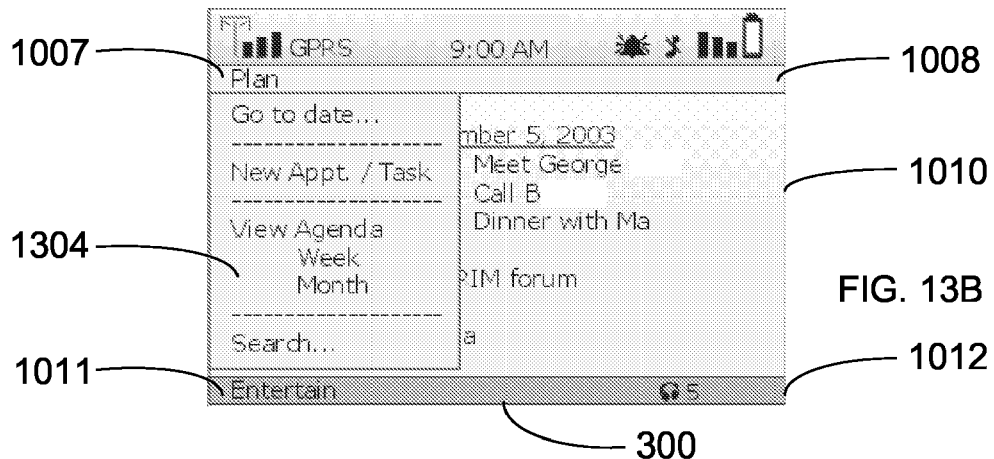 GPRS 9:00 AM
1007
1008
Plan
Go to date...
mber 5, 2003
New Appt. / Task
Meet George
1010
Call B
Dinner with Ma
View Agenda
1304
Week
Month
PIM forum
FIG. 13B
Search...
a
1011
Entertain
5
1012
300